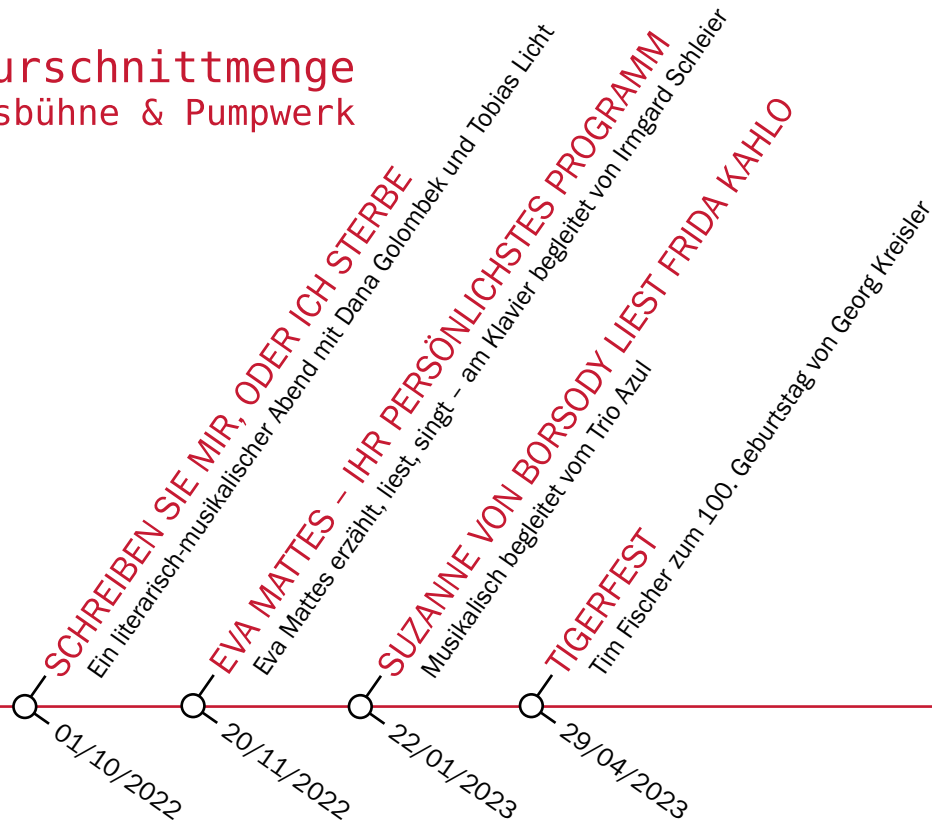 urschnittmenge
sbühne & Pumpwerk
SCHREIBEN SIE MIR, ODER ICH STERBE
Ein literarisch-musikalischer Abend mit Dana Golombek und Tobias Licht
01/10/2022
EVA MATTES – IHR PERSÖNLICHSTES PROGRAMM
Eva Mattes erzählt, liest, singt – am Klavier begleitet von Irmgard Schleier
20/11/2022
SUZANNE VON BORSODY LIEST FRIDA KAHLO
Musikalisch begleitet vom Trio Azul
22/01/2023
TIGERFEST
Tim Fischer zum 100. Geburtstag von Georg Kreisler
29/04/2023